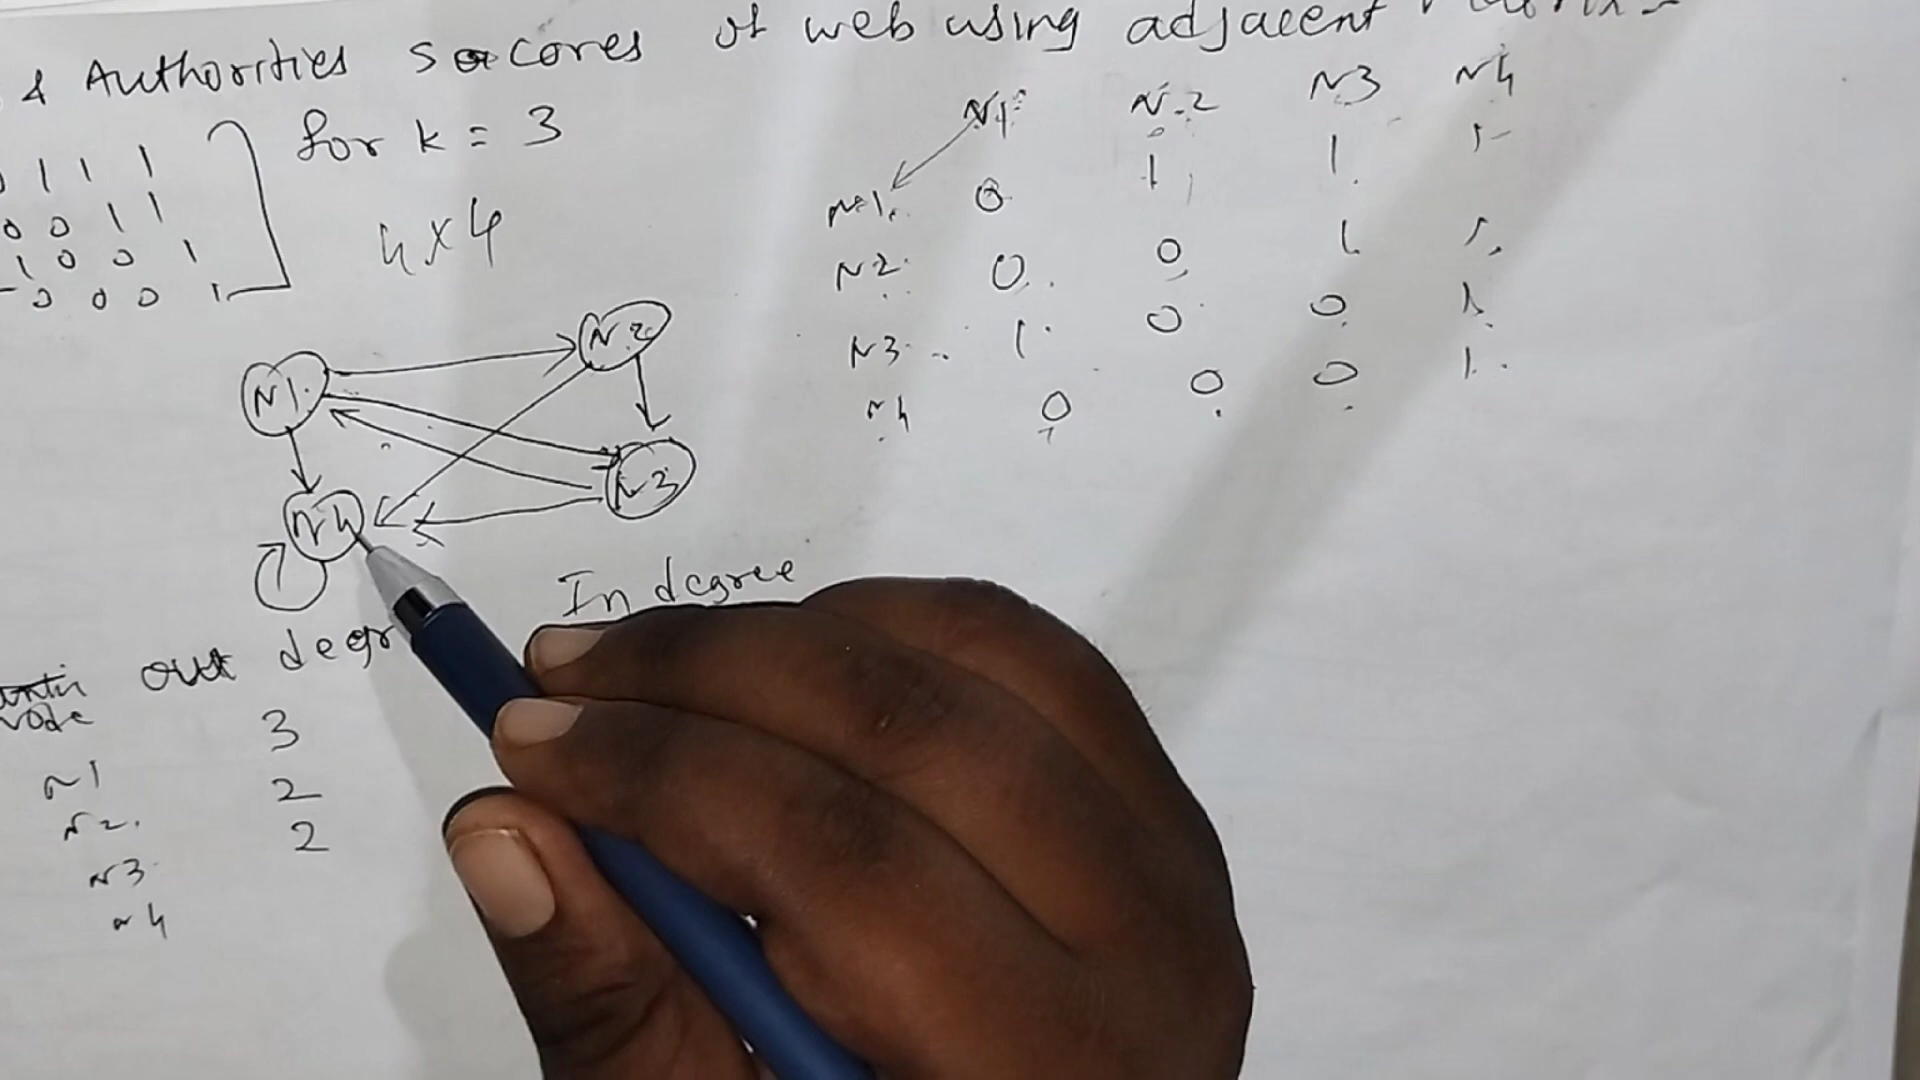 & Authorities scores of web using adjacent Matrix
for k = 3
0 1 1 1
0 0 1 1
1 0 0 1
0 0 0 1
4x4
N1 N2 N3 N4
N1 0 1 1 1
N2 0 0 1 1
N3 1 0 0 1
N4 0 0 0 1
N2
N1
N3
N4
In degree
out degr
node
3
N1
2
N2
2
N3
N4